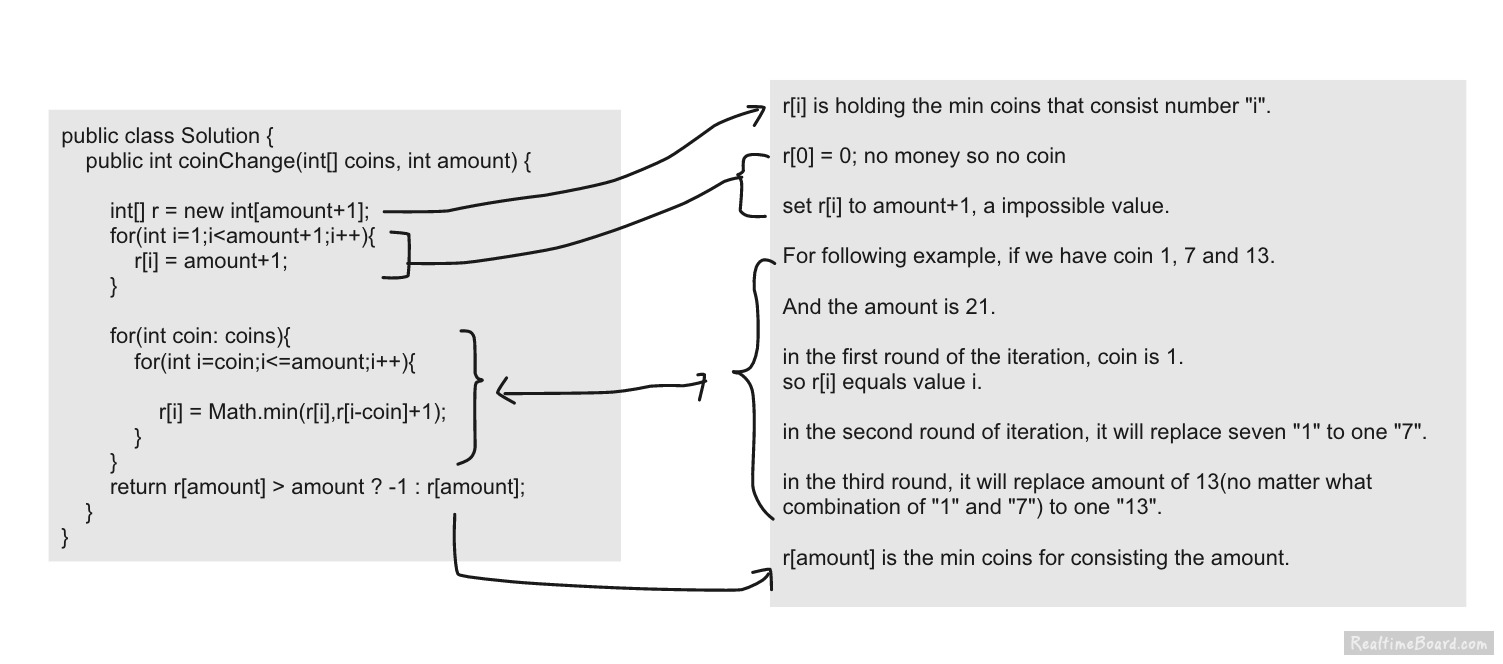 public class Solution {
public int coinChange(int[] coins, int amount) {
int[] r = new int[amount+1];
for(int i=1;i<amount+1;i++){
r[i] = amount+1;
}
for(int coin: coins){
for(int i=coin;i<=amount;i++){
r[i] = Math.min(r[i],r[i-coin]+1);
}
}
return r[amount] > amount ? -1 : r[amount];
}
}
r[i] is holding the min coins that consist number "i".
r[0] = 0; no money so no coin
set r[i] to amount+1, a impossible value.
For following example, if we have coin 1, 7 and 13.
And the amount is 21.
in the first round of the iteration, coin is 1.
so r[i] equals value i.
in the second round of iteration, it will replace seven "1" to one "7".
in the third round, it will replace amount of 13(no matter what
combination of "1" and "7") to one "13".
r[amount] is the min coins for consisting the amount.
RealtimeBoard.com